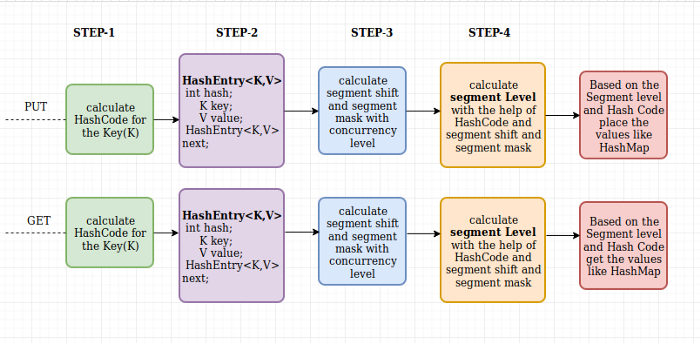 STEP-1
STEP-2
STEP-3
STEP-4
PUT
calculate
HashCode for
the Key(K)
HashEntry<K,V>
int hash;
K key;
V value;
HashEntry<K,V>
next;
calculate
segment shift
and segment
mask with
concurrency
level
calculate
segment Level
with the help of
HashCode and
segment shift and
segment mask
Based on the
Segment level
and Hash Code
place the
values like
HashMap
GET
calculate
HashCode for
the Key(K)
HashEntry<K,V>
int hash;
K key;
V value;
HashEntry<K,V>
next;
calculate
segment shift
and segment
mask with
concurrency
level
calculate
segment Level
with the help of
HashCode and
segment shift and
segment mask
Based on the
Segment level
and Hash Code
get the values
like HashMap